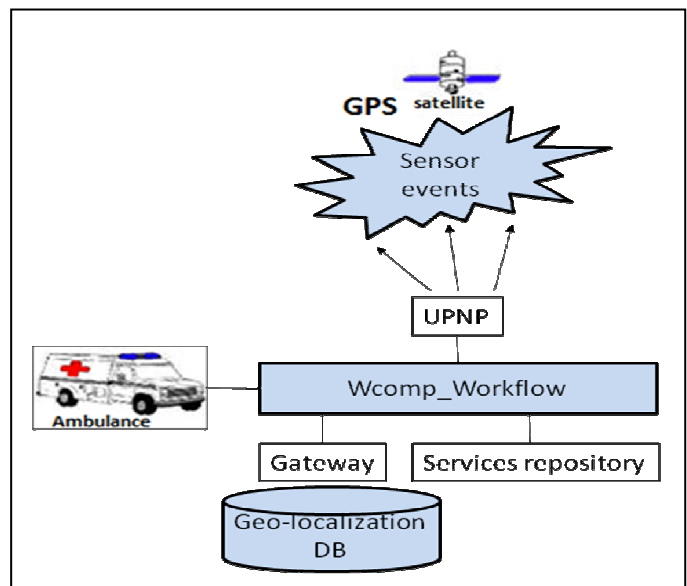 GPS satellite
Sensor
events
UPNP
Wcomp_Workflow
Ambulance
Gateway
Services repository
Geo-localization
DB